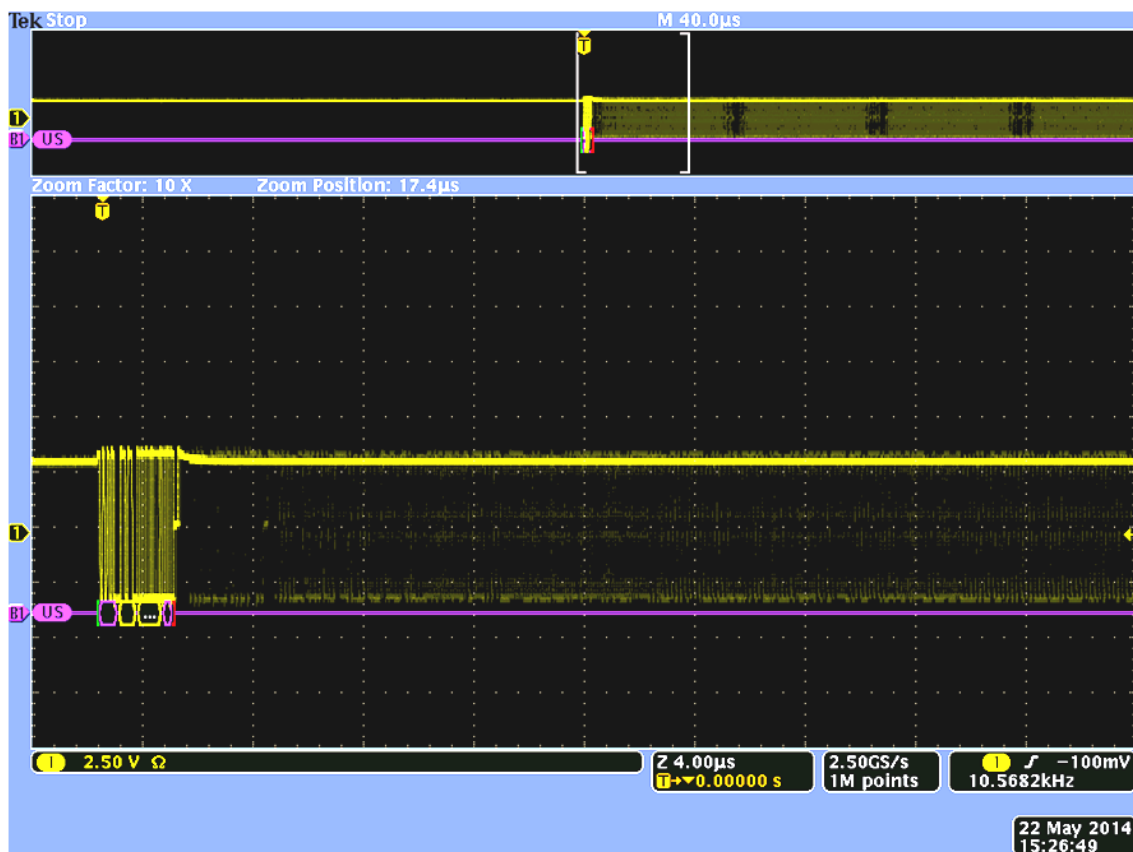 Tek Stop M 40.0µs
T
1
B1 US
Zoom Factor: 10 X Zoom Position: 17.4µs
T
1
B1 US ...
1 2.50 V Ω Z 4.00µs 2.50GS/s 1 ∫ −100mV
T→▼0.00000 s 1M points 10.5682kHz
22 May 2014
15:26:49